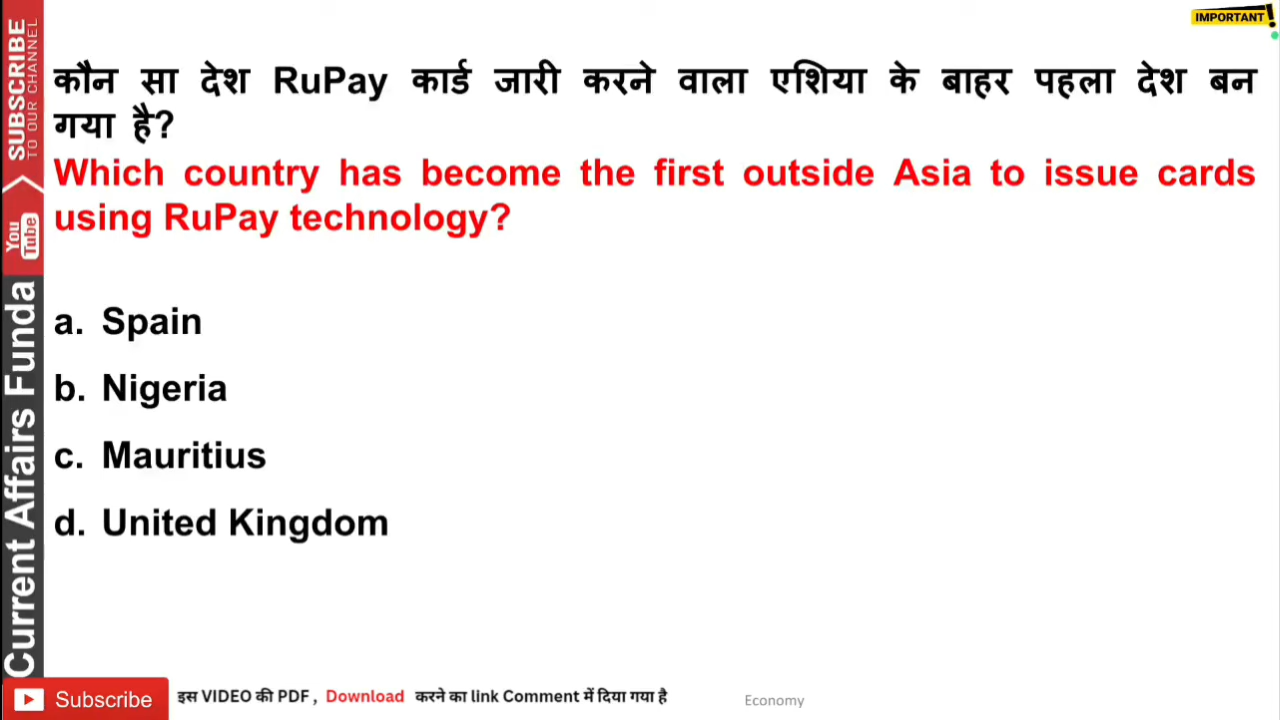 IMPORTANT!
कौन सा देश RuPay कार्ड जारी करने वाला एशिया के बाहर पहला देश बन
गया है?
Which country has become the first outside Asia to issue cards
using RuPay technology?
a. Spain
b. Nigeria
c. Mauritius
d. United Kingdom
SUBSCRIBE
TO OUR CHANNEL
You
Tube
Current Affairs Funda
Subscribe
इस VIDEO की PDF , Download करने का link Comment में दिया गया है
Economy